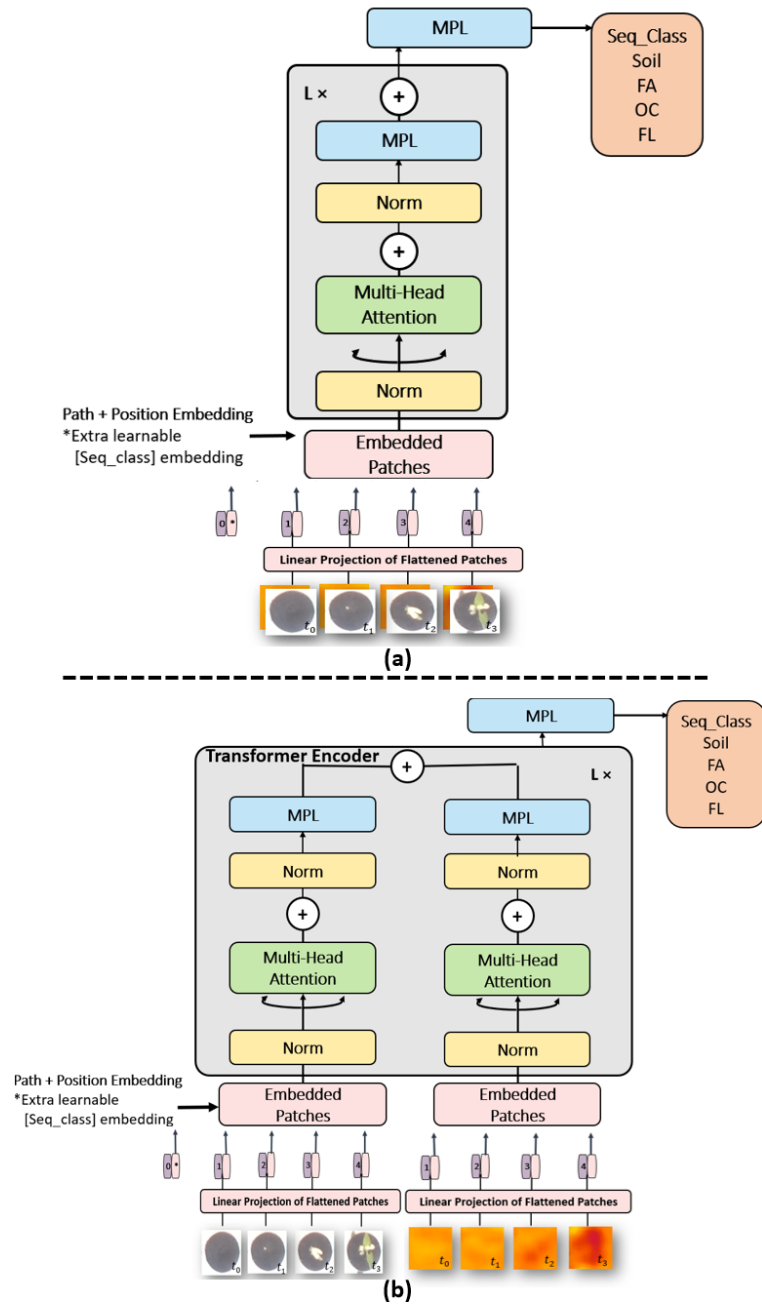 MPL
Seq_Class
Soil
FA
OC
FL
L ×
+
MPL
Norm
+
Multi-Head
Attention
Norm
Path + Position Embedding
*Extra learnable
[Seq_class] embedding
Embedded
Patches
0 * 1 2 3 4
Linear Projection of Flattened Patches
t0 t1 t2 t3
(a)
MPL
Seq_Class
Soil
FA
OC
FL
Transformer Encoder
+
L ×
MPL MPL
Norm Norm
+ +
Multi-Head Multi-Head
Attention Attention
Norm Norm
Path + Position Embedding
*Extra learnable
[Seq_class] embedding
Embedded Embedded
Patches Patches
0 * 1 2 3 4 1 2 3 4
Linear Projection of Flattened Patches Linear Projection of Flattened Patches
t0 t1 t2 t3 t0 t1 t2 t3
(b)